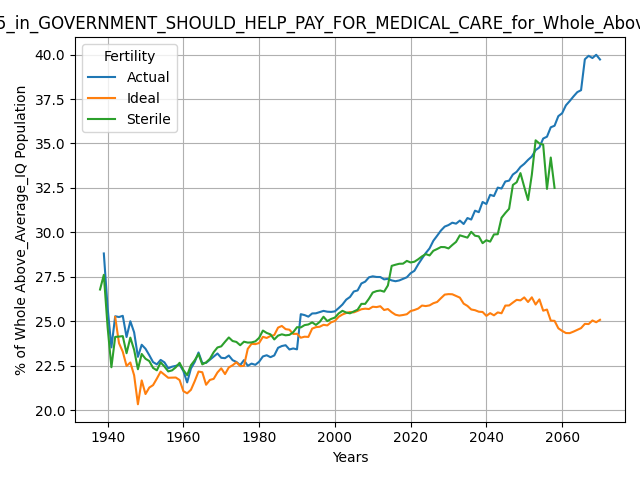 5_in_GOVERNMENT_SHOULD_HELP_PAY_FOR_MEDICAL_CARE_for_Whole_Above
Fertility
Actual
Ideal
Sterile
% of Whole Above_Average_IQ Population
40.0
37.5
35.0
32.5
30.0
27.5
25.0
22.5
20.0
1940
1960
1980
2000
2020
2040
2060
Years